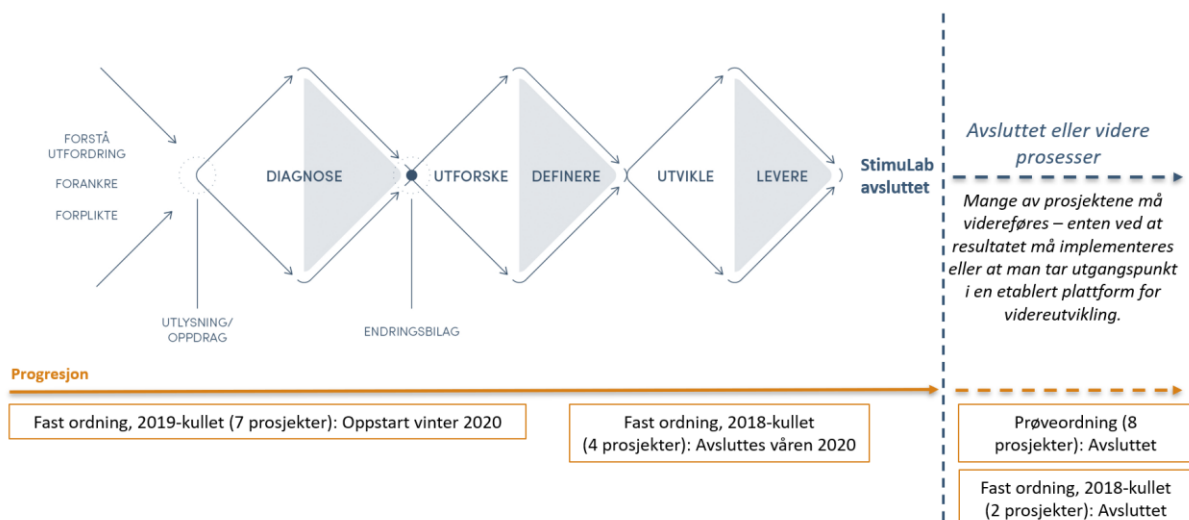 FORSTÅ
UTFORDRING
FORANKRE
FORPLIKTE
DIAGNOSE
UTFORSKE
DEFINERE
UTVIKLE
LEVERE
StimuLab
avsluttet
UTLYSNING/
OPPDRAG
ENDRINGSBILAG
Avsluttet eller videre
prosesser
Mange av prosjektene må
videreføres – enten ved at
resultatet må implementeres
eller at man tar utgangspunkt
i en etablert plattform for
videreutvikling.
Progresjon
Fast ordning, 2019-kullet (7 prosjekter): Oppstart vinter 2020
Fast ordning, 2018-kullet
(4 prosjekter): Avsluttes våren 2020
Prøveordning (8
prosjekter): Avsluttet
Fast ordning, 2018-kullet
(2 prosjekter): Avsluttet